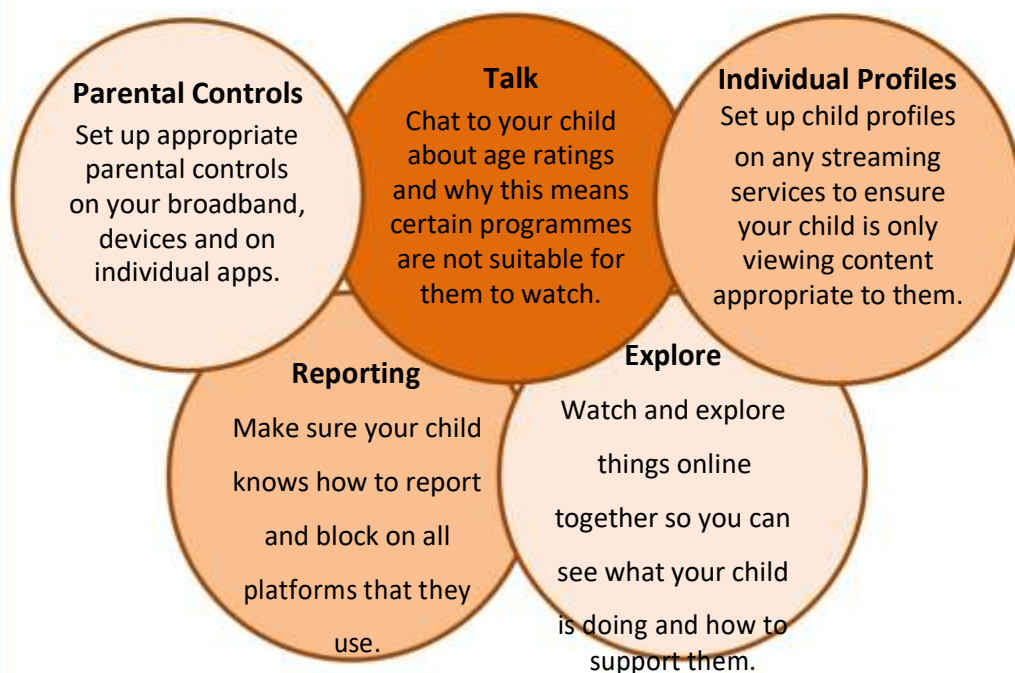 Parental Controls
Set up appropriate
parental controls
on your broadband,
devices and on
individual apps.
Talk
Chat to your child
about age ratings
and why this means
certain programmes
are not suitable for
them to watch.
Individual Profiles
Set up child profiles
on any streaming
services to ensure
your child is only
viewing content
appropriate to them.
Reporting
Make sure your child
knows how to report
and block on all
platforms that they
use.
Explore
Watch and explore
things online
together so you can
see what your child
is doing and how to
support them.